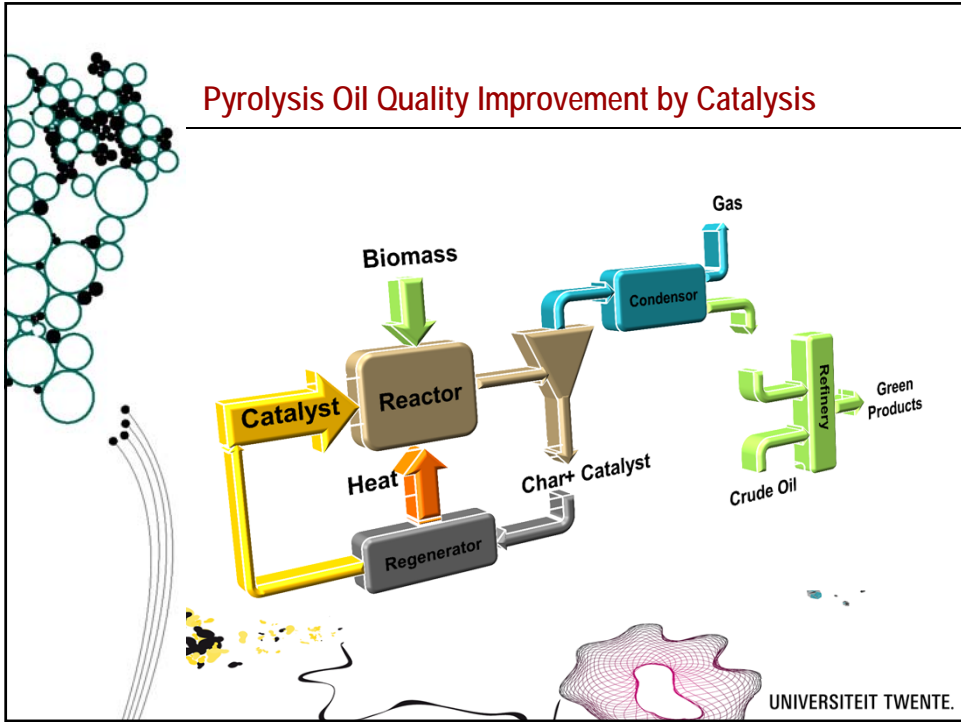 Pyrolysis Oil Quality Improvement by Catalysis
Gas
Biomass
Condensor
Catalyst
Reactor
Refinery
Green
Products
Heat
Char+ Catalyst
Crude Oil
Regenerator
UNIVERSITEIT TWENTE.